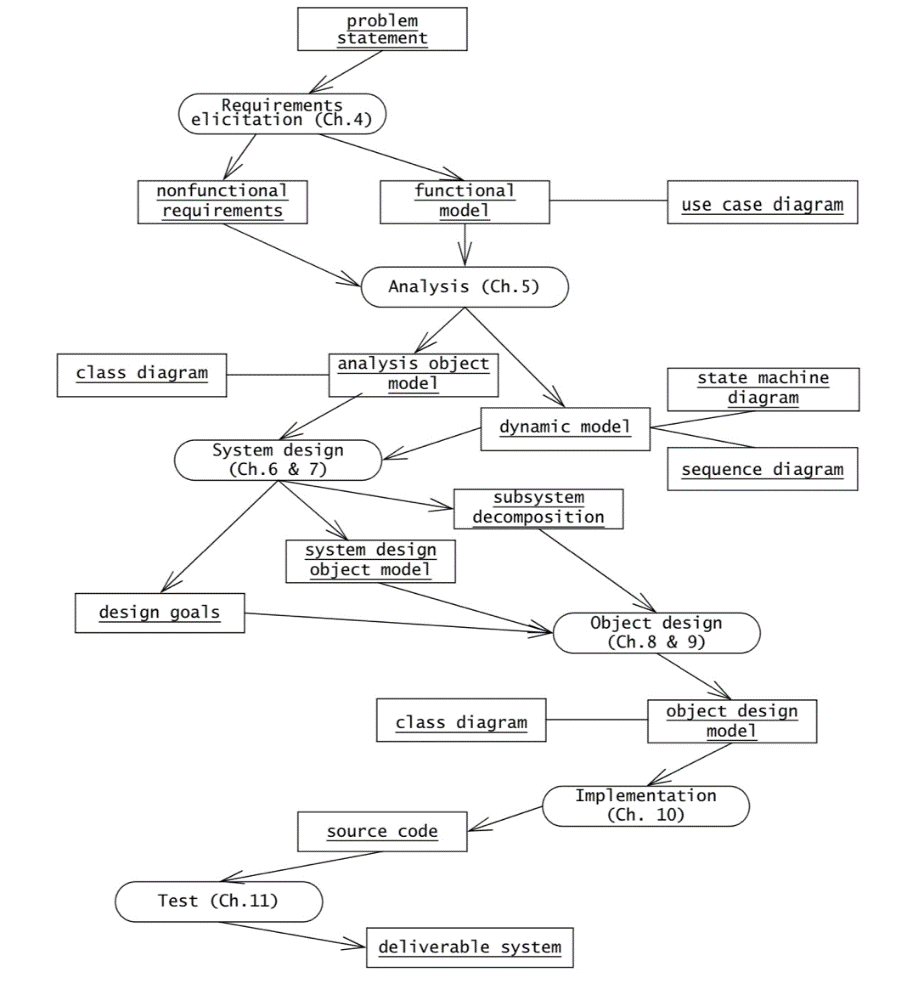 problem
statement
Requirements
elicitation (Ch.4)
nonfunctional
requirements
functional
model
use case diagram
Analysis (Ch.5)
class diagram
analysis object
model
state machine
diagram
dynamic model
System design
(Ch.6 & 7)
sequence diagram
subsystem
decomposition
system design
object model
design goals
Object design
(Ch.8 & 9)
class diagram
object design
model
Implementation
(Ch. 10)
source code
Test (Ch.11)
deliverable system